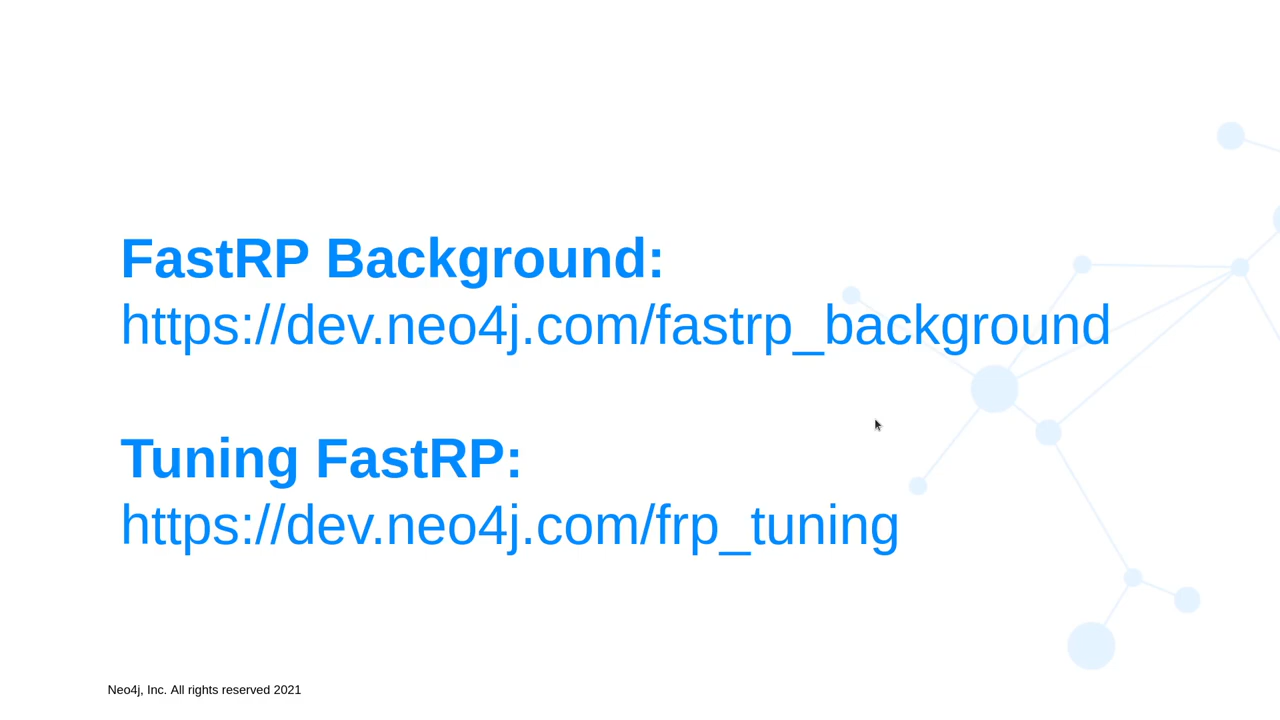 FastRP Background:
https://dev.neo4j.com/fastrp_background
Tuning FastRP:
https://dev.neo4j.com/frp_tuning
Neo4j, Inc. All rights reserved 2021